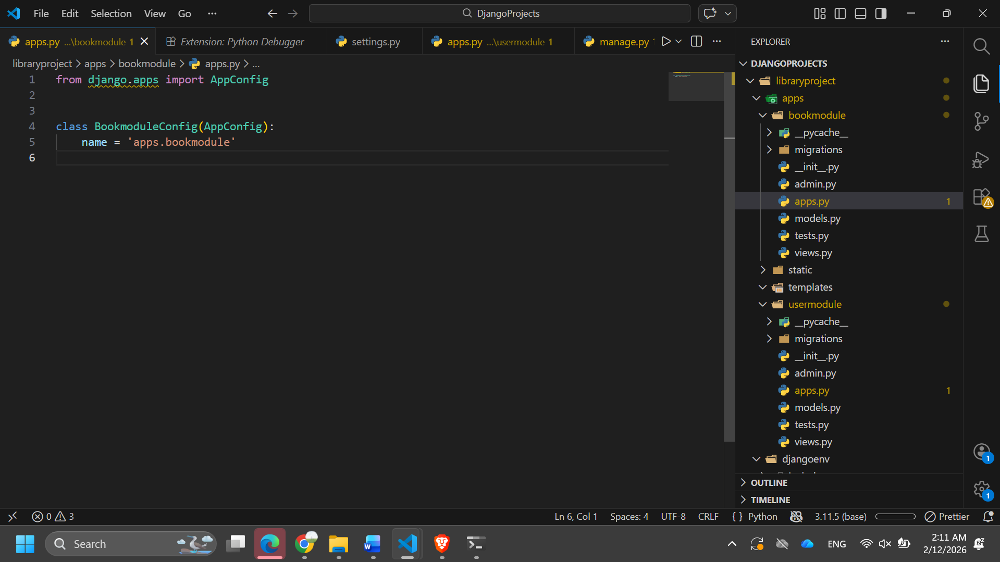 File Edit Selection View Go ··· DjangoProjects
apps.py ...\bookmodule 1 Extension: Python Debugger settings.py apps.py ...\usermodule 1 manage.py
libraryproject > apps > bookmodule > apps.py > ...
1 from django.apps import AppConfig
2
3
4 class BookmoduleConfig(AppConfig):
5 name = 'apps.bookmodule'
6
EXPLORER
DJANGOPROJECTS
libraryproject
apps
bookmodule
__pycache__
migrations
__init__.py
admin.py
apps.py 1
models.py
tests.py
views.py
static
templates
usermodule
__pycache__
migrations
__init__.py
admin.py
apps.py 1
models.py
tests.py
views.py
djangoenv
OUTLINE
TIMELINE
1
1
0 3 Ln 6, Col 1 Spaces: 4 UTF-8 CRLF { } Python 3.11.5 (base) Prettier
Search ENG 2:11 AM
2/12/2026